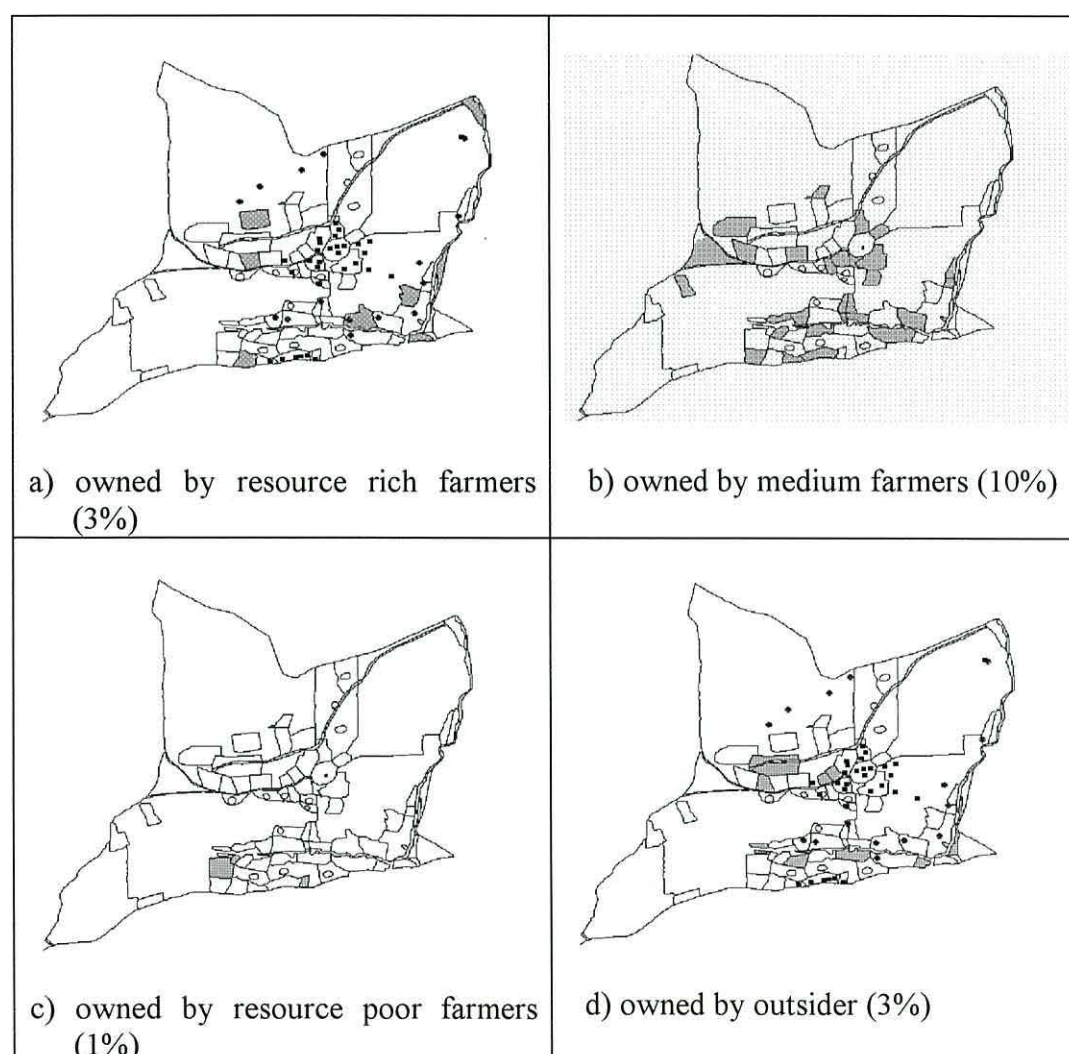 a) owned by resource rich farmers
(3%)
b) owned by medium farmers (10%)
c) owned by resource poor farmers
(1%)
d) owned by outsider (3%)